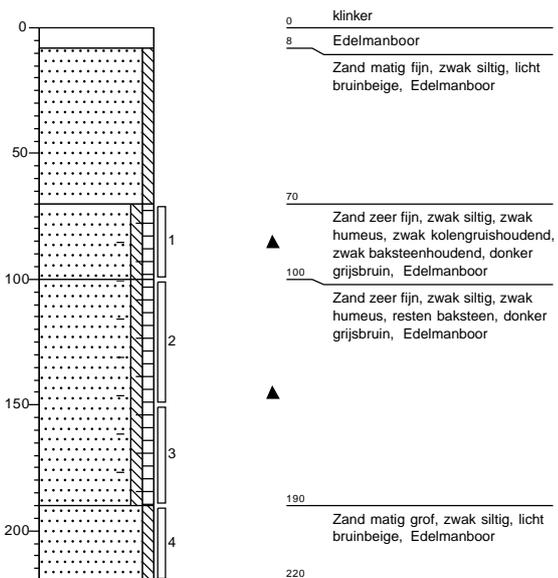 0
klinker
0
8
Edelmanboor
Zand matig fijn, zwak siltig, licht
bruinbeige, Edelmanboor
50
70
Zand zeer fijn, zwak siltig, zwak
humeus, zwak kolengruishoudend,
zwak baksteenhoudend, donker
grijsbruin, Edelmanboor
1
100
100
Zand zeer fijn, zwak siltig, zwak
humeus, resten baksteen, donker
grijsbruin, Edelmanboor
2
150
3
190
Zand matig grof, zwak siltig, licht
bruinbeige, Edelmanboor
200
4
220